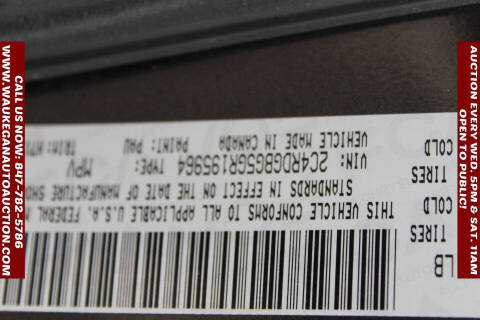 CALL US NOW: 847-782-5786
WWW.WAUKEGANAUTOAUCTION.COM
AUCTION EVERY WED. 5PM & SAT. 11AM
OPEN TO PUBLIC!
LB
TIRES
COLD
TIRES
COLD
THIS VEHICLE CONFORMS TO ALL APPLICABLE U.S.A. FEDERAL
STANDARDS IN EFFECT ON THE DATE OF MANUFACTURE SHO
VIN: 2C4RDGBG5GR195964 TYPE: MPV
VEHICLE MADE IN CANADA PAINT: PAU TRIM: